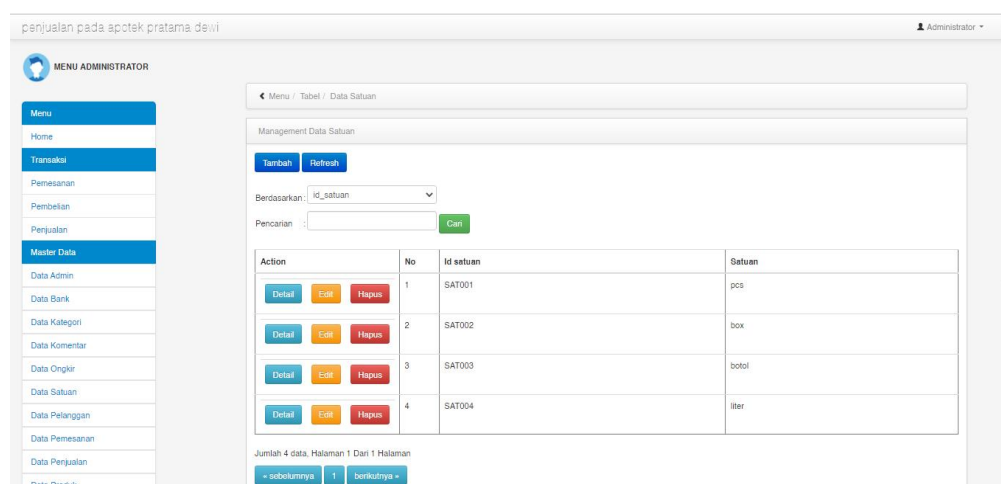 penjualan pada apotek pratama dewi
Administrator
MENU ADMINISTRATOR
Menu
Home
Transaksi
Pemesanan
Pembelian
Penjualan
Master Data
Data Admin
Data Bank
Data Kategori
Data Komentar
Data Ongkir
Data Satuan
Data Pelanggan
Data Pemesanan
Data Penjualan
Data Produk
Menu / Tabel / Data Satuan
Management Data Satuan
Tambah Refresh
Berdasarkan : id_satuan
Pencarian : Cari
Action No Id satuan Satuan
Detail Edit Hapus 1 SAT001 pcs
Detail Edit Hapus 2 SAT002 box
Detail Edit Hapus 3 SAT003 botol
Detail Edit Hapus 4 SAT004 liter
Jumlah 4 data, Halaman 1 Dari 1 Halaman
« sebelumnya 1 berikutnya »